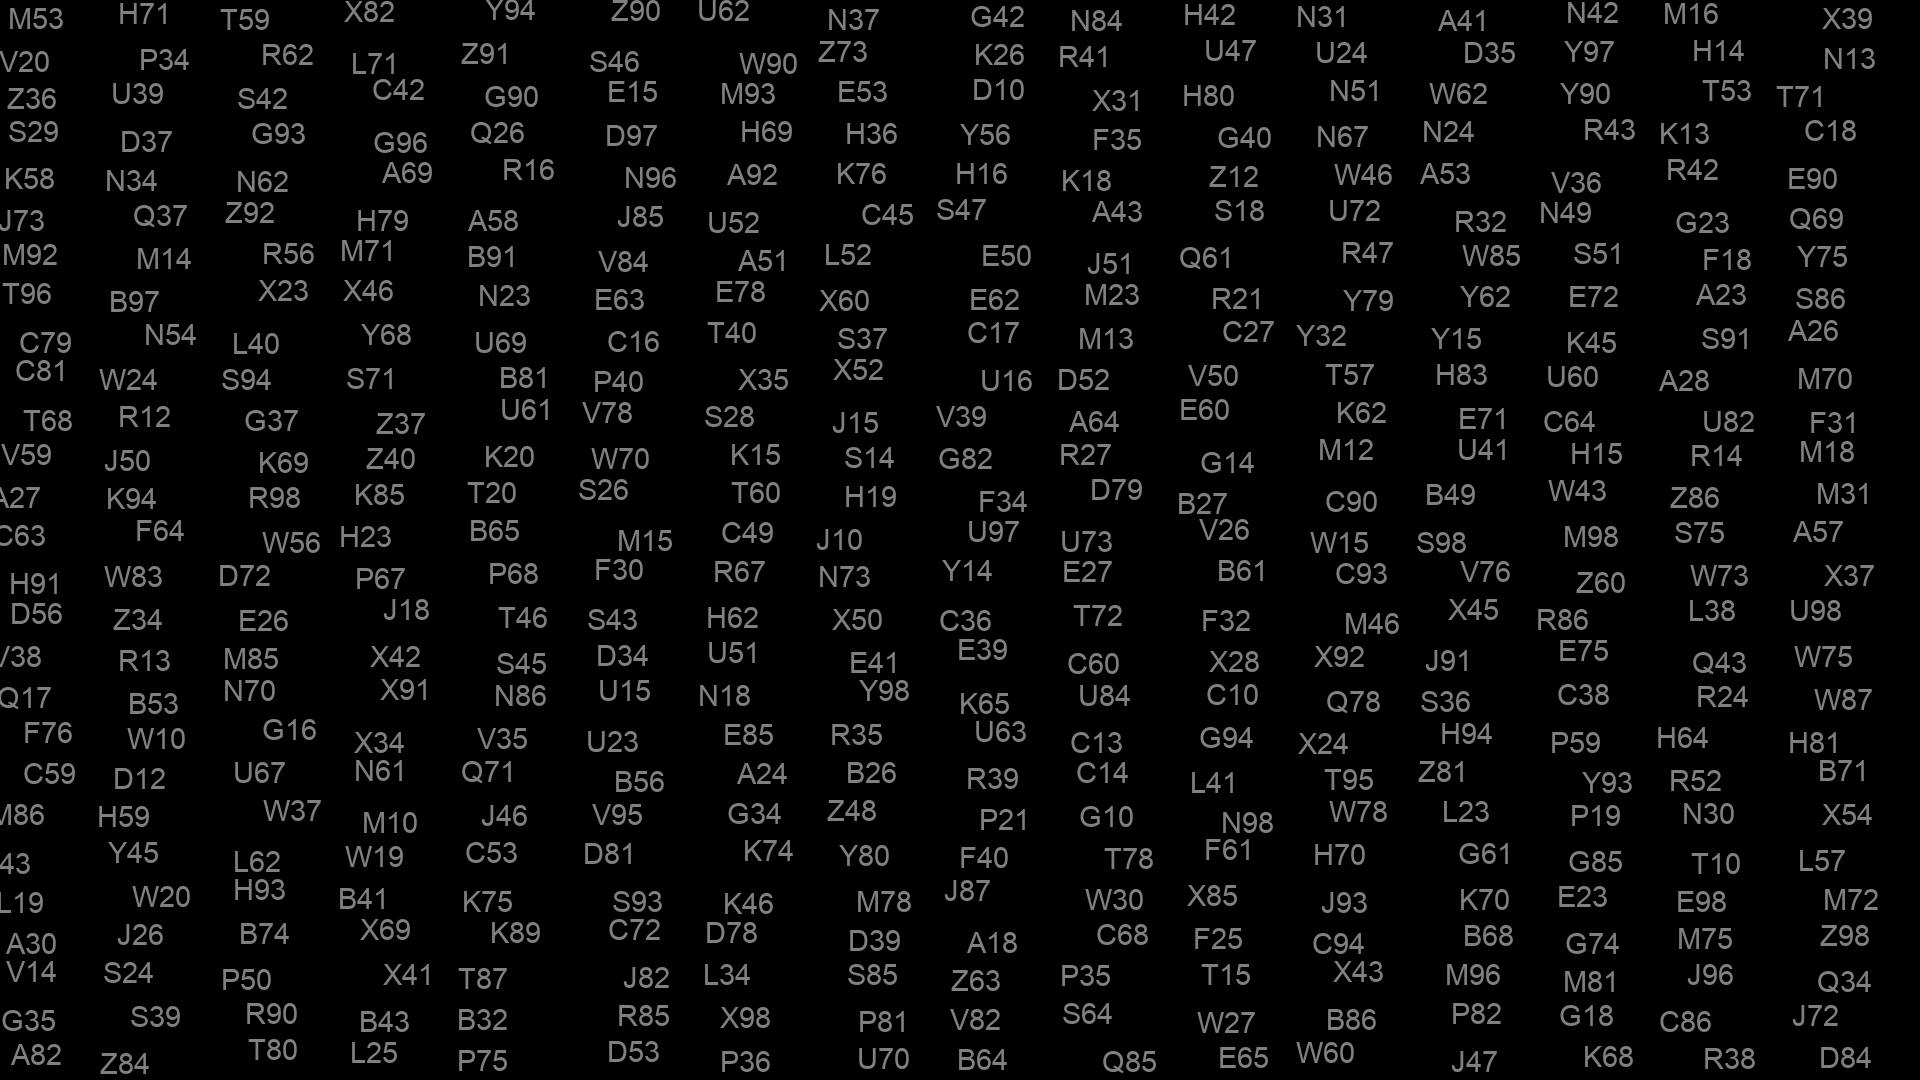 M53 H71 T59 X82 Y94 Z90 U62 N37 G42 N84 H42 N31 A41 N42 M16 X39
V20 P34 R62 L71 Z91 S46 W90 Z73 K26 R41 U47 U24 D35 Y97 H14 N13
Z36 U39 S42 C42 G90 E15 M93 E53 D10 X31 H80 N51 W62 Y90 T53 T71
S29 D37 G93 G96 Q26 D97 H69 H36 Y56 F35 G40 N67 N24 R43 K13 C18
K58 N34 N62 A69 R16 N96 A92 K76 H16 K18 Z12 W46 A53 V36 R42 E90
J73 Q37 Z92 H79 A58 J85 U52 C45 S47 A43 S18 U72 R32 N49 G23 Q69
M92 M14 R56 M71 B91 V84 A51 L52 E50 J51 Q61 R47 W85 S51 F18 Y75
T96 B97 X23 X46 N23 E63 E78 X60 E62 M23 R21 Y79 Y62 E72 A23 S86
C79 N54 L40 Y68 U69 C16 T40 S37 C17 M13 C27 Y32 Y15 K45 S91 A26
C81 W24 S94 S71 B81 P40 X35 X52 U16 D52 V50 T57 H83 U60 A28 M70
T68 R12 G37 Z37 U61 V78 S28 J15 V39 A64 E60 K62 E71 C64 U82 F31
V59 J50 K69 Z40 K20 W70 K15 S14 G82 R27 G14 M12 U41 H15 R14 M18
A27 K94 R98 K85 T20 S26 T60 H19 F34 D79 B27 C90 B49 W43 Z86 M31
C63 F64 W56 H23 B65 M15 C49 J10 U97 U73 V26 W15 S98 M98 S75 A57
H91 W83 D72 P67 P68 F30 R67 N73 Y14 E27 B61 C93 V76 Z60 W73 X37
D56 Z34 E26 J18 T46 S43 H62 X50 C36 T72 F32 M46 X45 R86 L38 U98
V38 R13 M85 X42 S45 D34 U51 E41 E39 C60 X28 X92 J91 E75 Q43 W75
Q17 B53 N70 X91 N86 U15 N18 Y98 K65 U84 C10 Q78 S36 C38 R24 W87
F76 W10 G16 X34 V35 U23 E85 R35 U63 C13 G94 X24 H94 P59 H64 H81
C59 D12 U67 N61 Q71 B56 A24 B26 R39 C14 L41 T95 Z81 Y93 R52 B71
M86 H59 W37 M10 J46 V95 G34 Z48 P21 G10 N98 W78 L23 P19 N30 X54
43 Y45 L62 W19 C53 D81 K74 Y80 F40 T78 F61 H70 G61 G85 T10 L57
L19 W20 H93 B41 K75 S93 K46 M78 J87 W30 X85 J93 K70 E23 E98 M72
A30 J26 B74 X69 K89 C72 D78 D39 A18 C68 F25 C94 B68 G74 M75 Z98
V14 S24 P50 X41 T87 J82 L34 S85 Z63 P35 T15 X43 M96 M81 J96 Q34
G35 S39 R90 B43 B32 R85 X98 P81 V82 S64 W27 B86 P82 G18 C86 J72
A82 Z84 T80 L25 P75 D53 P36 U70 B64 Q85 E65 W60 J47 K68 R38 D84